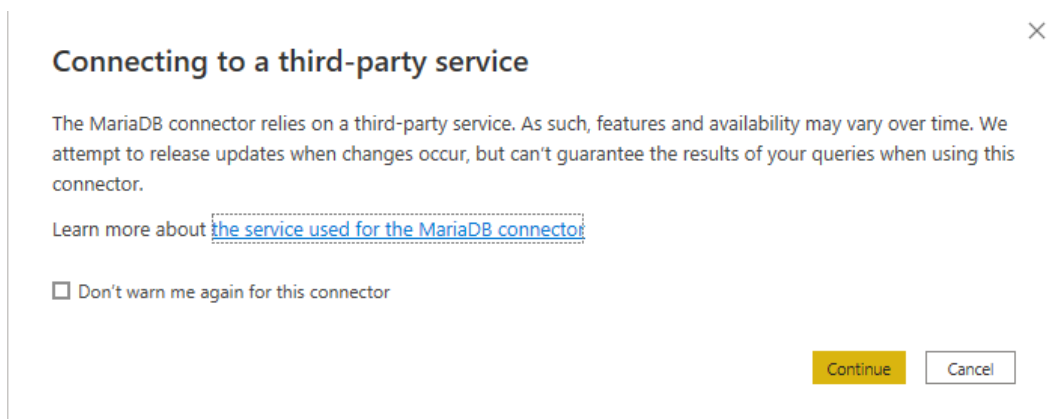 Connecting to a third-party service
The MariaDB connector relies on a third-party service. As such, features and availability may vary over time. We
attempt to release updates when changes occur, but can't guarantee the results of your queries when using this
connector.
Learn more about the service used for the MariaDB connector
Don't warn me again for this connector
Continue Cancel